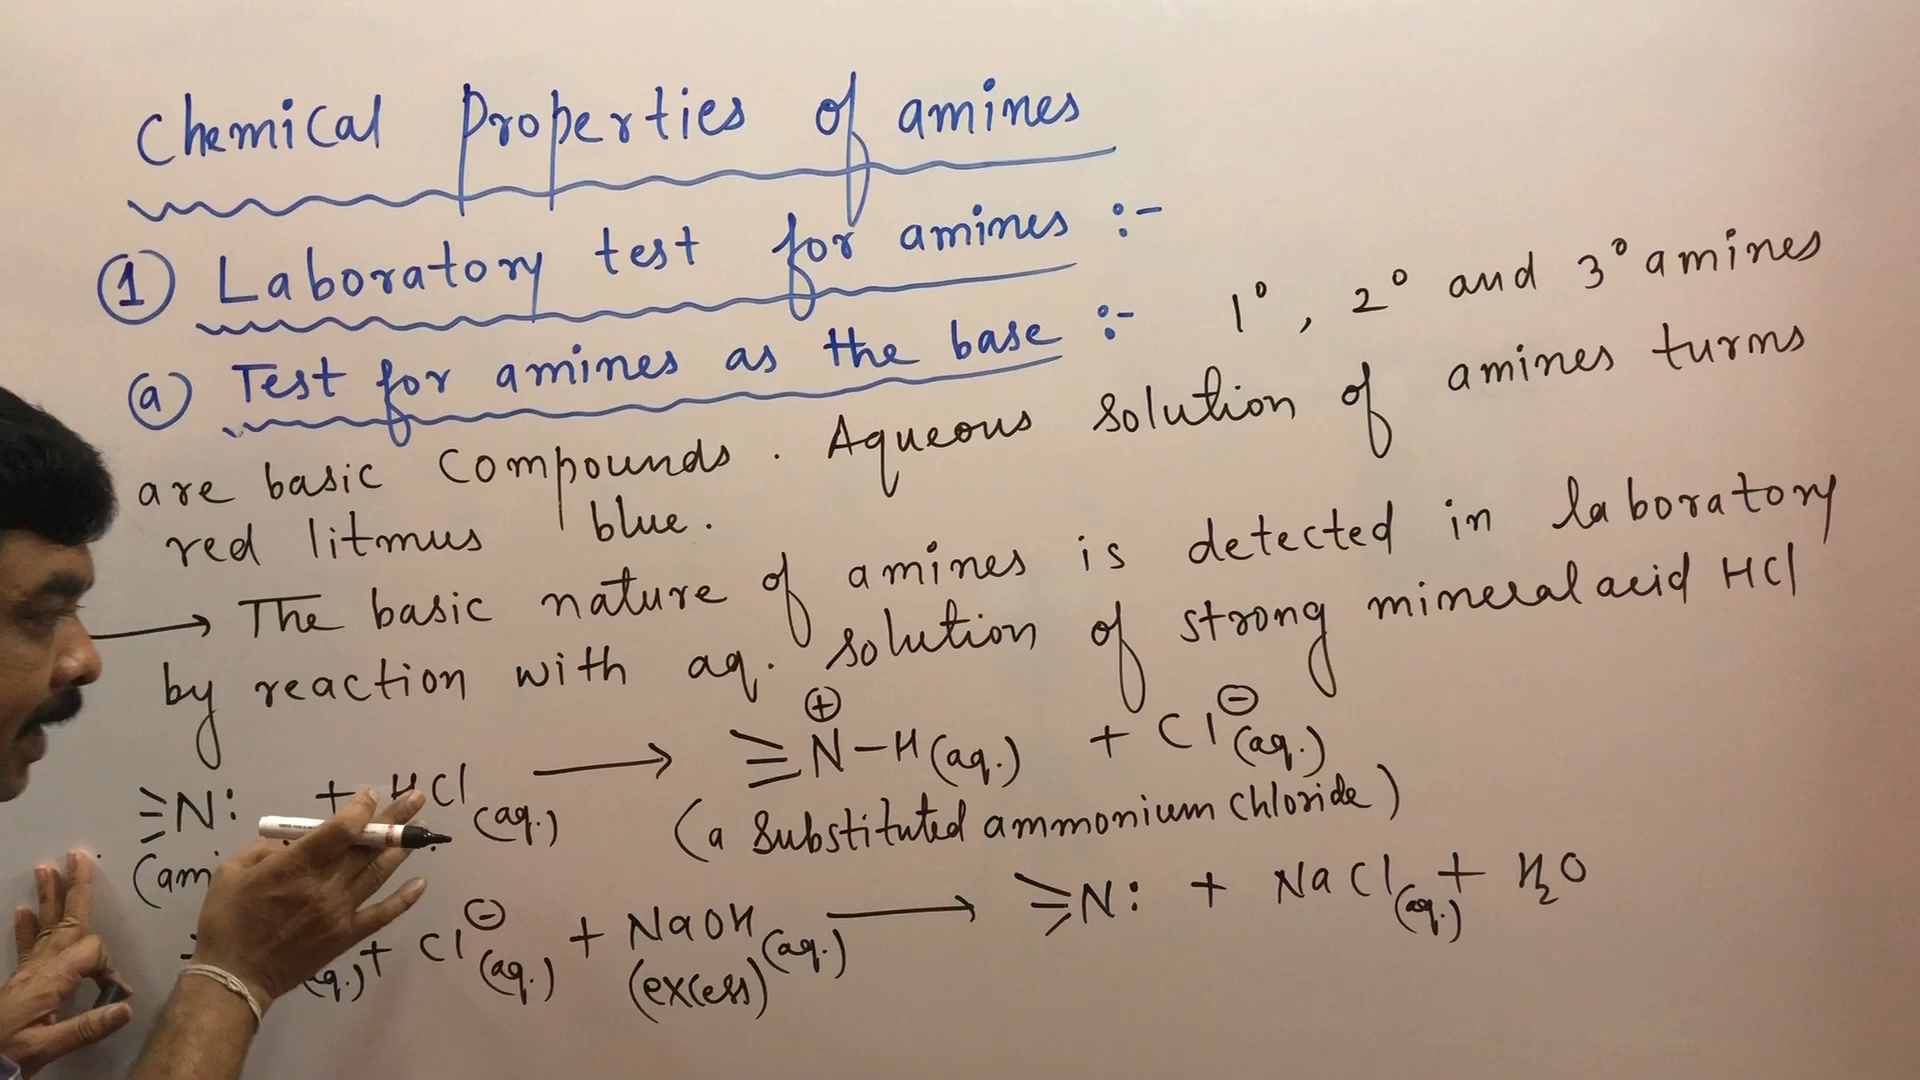 Chemical Properties of amines
① Laboratory test for amines :-
ⓐ Test for amines as the base :- 1°, 2° and 3° amines
are basic compounds. Aqueous solution of amines turns
red litmus blue.
→ The basic nature of amines is detected in laboratory
by reaction with aq. solution of strong mineral acid HCl
≡N: + HCl (aq.) → ≡N⊕-H (aq.) + Cl⊖ (aq.)
(a substituted ammonium chloride)
+ Cl⊖ (aq.) + NaOH (aq.) → ≡N: + NaCl (aq.) + H₂O
(excess)